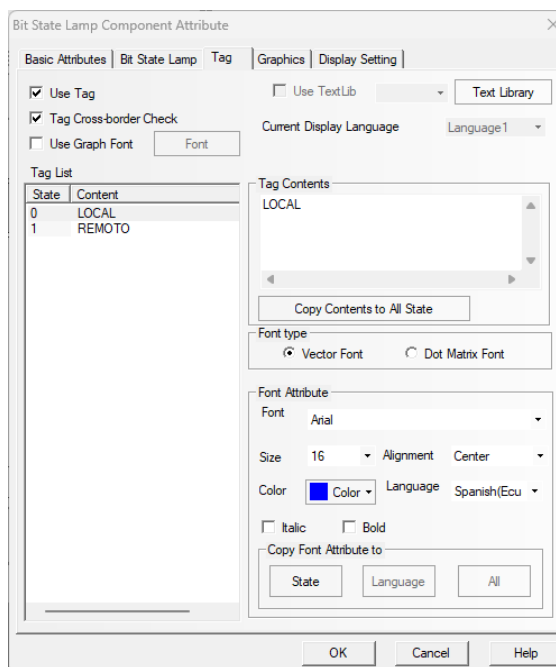 Bit State Lamp Component Attribute
Basic Attributes Bit State Lamp Tag Graphics Display Setting
Use Tag
Tag Cross-border Check
Use Graph Font Font
Use TextLib Text Library
Current Display Language Language1
Tag List
State Content
0 LOCAL
1 REMOTO
Tag Contents
LOCAL
Copy Contents to All State
Font type
Vector Font Dot Matrix Font
Font Attribute
Font Arial
Size 16 Alignment Center
Color Color Language Spanish(Ecu
Italic Bold
Copy Font Attribute to
State Language All
OK Cancel Help